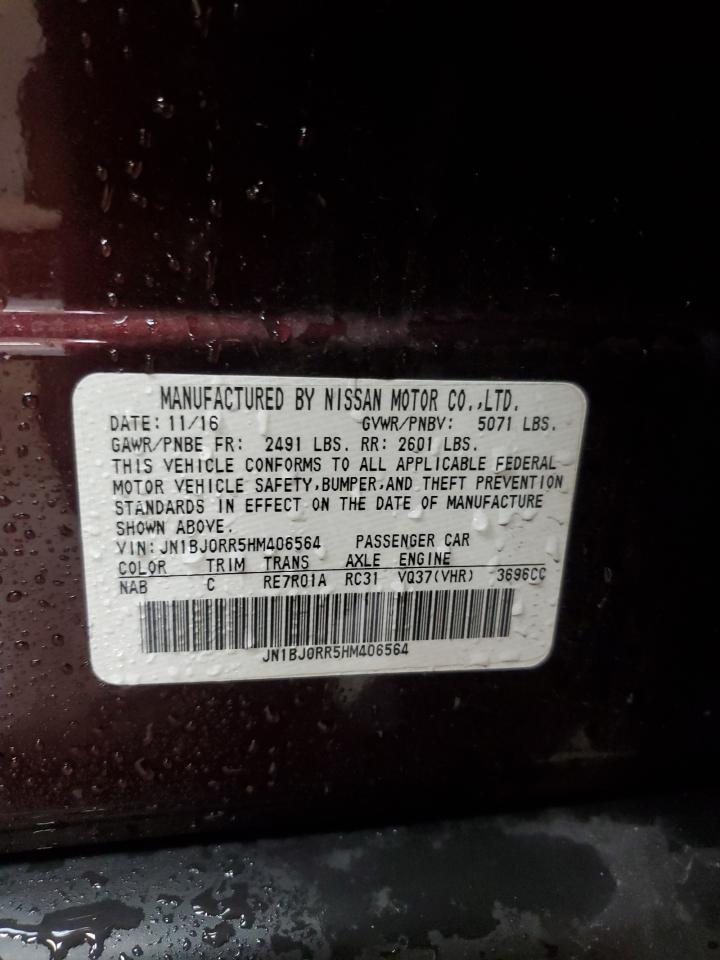 MANUFACTURED BY NISSAN MOTOR CO.,LTD.
DATE: 11/16 GVWR/PNBV: 5071 LBS.
GAWR/PNBE FR: 2491 LBS. RR: 2601 LBS.
THIS VEHICLE CONFORMS TO ALL APPLICABLE FEDERAL
MOTOR VEHICLE SAFETY,BUMPER,AND THEFT PREVENTION
STANDARDS IN EFFECT ON THE DATE OF MANUFACTURE
SHOWN ABOVE.
VIN: JN1BJ0RR5HM406564 PASSENGER CAR
COLOR TRIM TRANS AXLE ENGINE
NAB C RE7R01A RC31 VQ37(VHR) 3696CC
JN1BJ0RR5HM406564